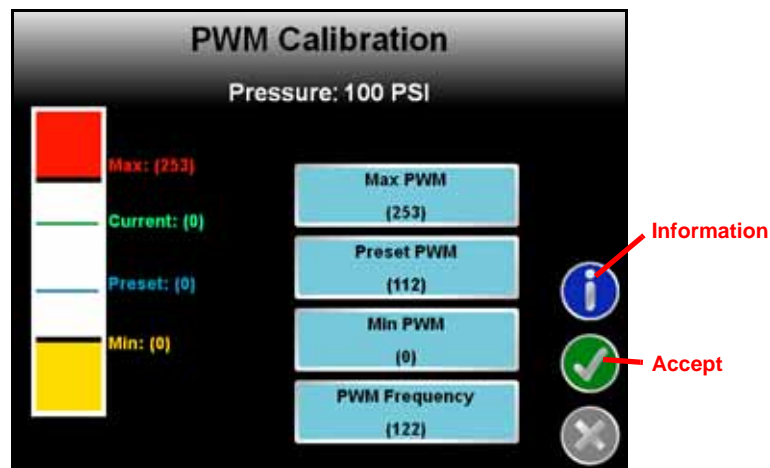 PWM Calibration
Pressure: 100 PSI
Max: (253)
Current: (0)
Preset: (0)
Min: (0)
Max PWM
(253)
Preset PWM
(112)
Min PWM
(0)
PWM Frequency
(122)
Information
Accept